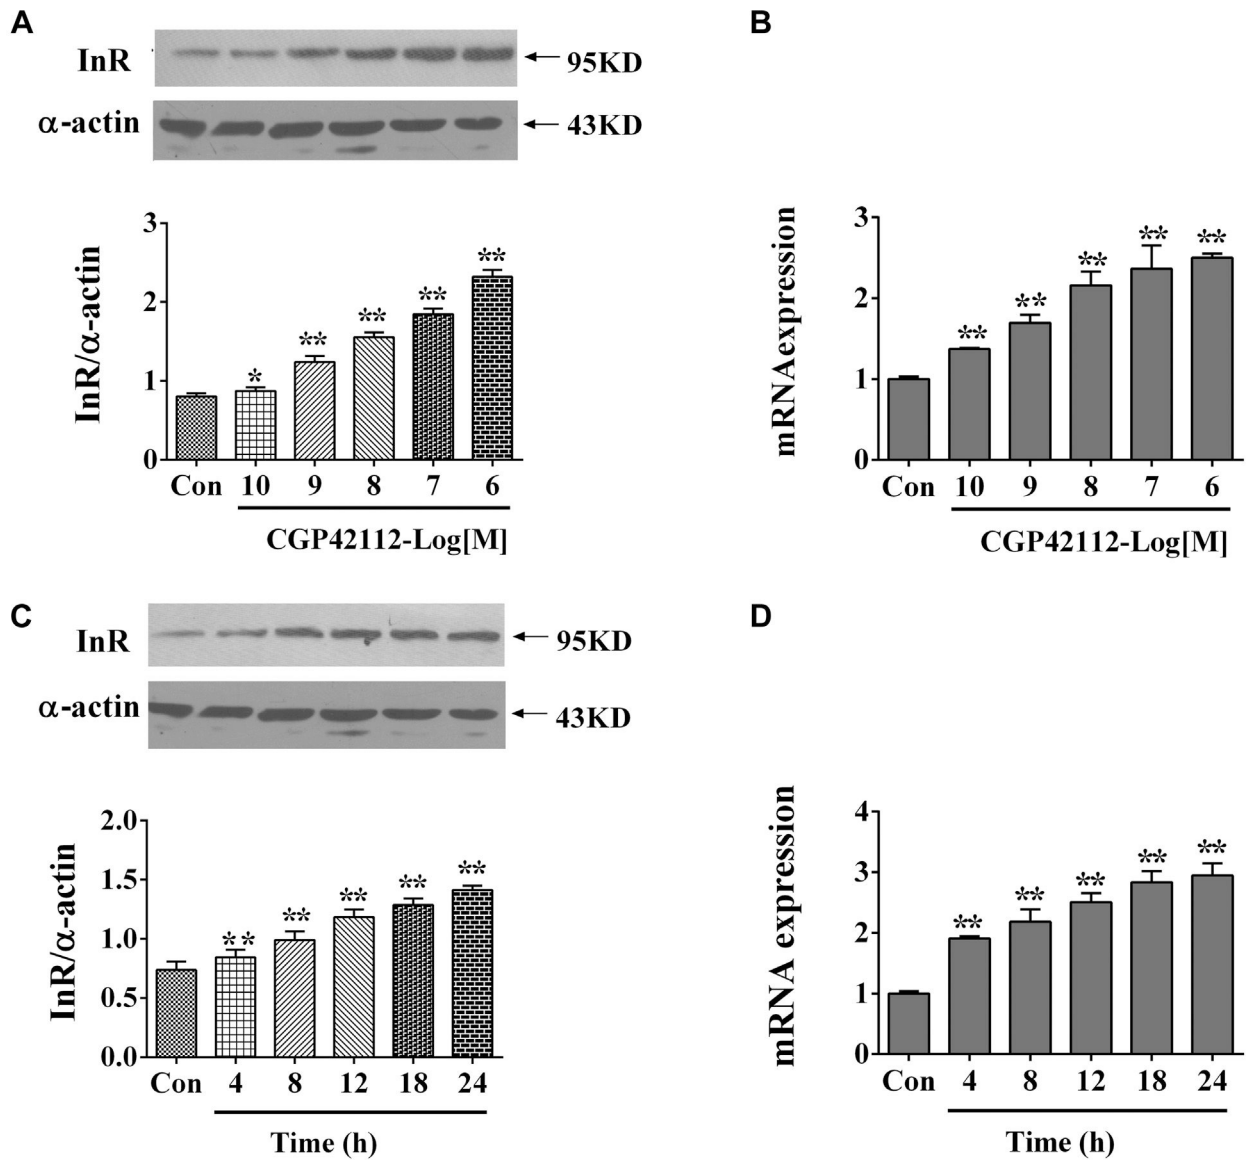 A
InR
95KD
α-actin
43KD
InR/α-actin
3
2
1
0
*
**
**
**
**
Con 10 9 8 7 6
CGP42112-Log[M]
B
mRNAexpression
3
2
1
0
**
**
**
**
**
Con 10 9 8 7 6
CGP42112-Log[M]
C
InR
95KD
α-actin
43KD
InR/α-actin
2.0
1.5
1.0
0.5
0.0
**
**
**
**
**
Con 4 8 12 18 24
Time (h)
D
mRNA expression
4
3
2
1
0
**
**
**
**
**
Con 4 8 12 18 24
Time (h)